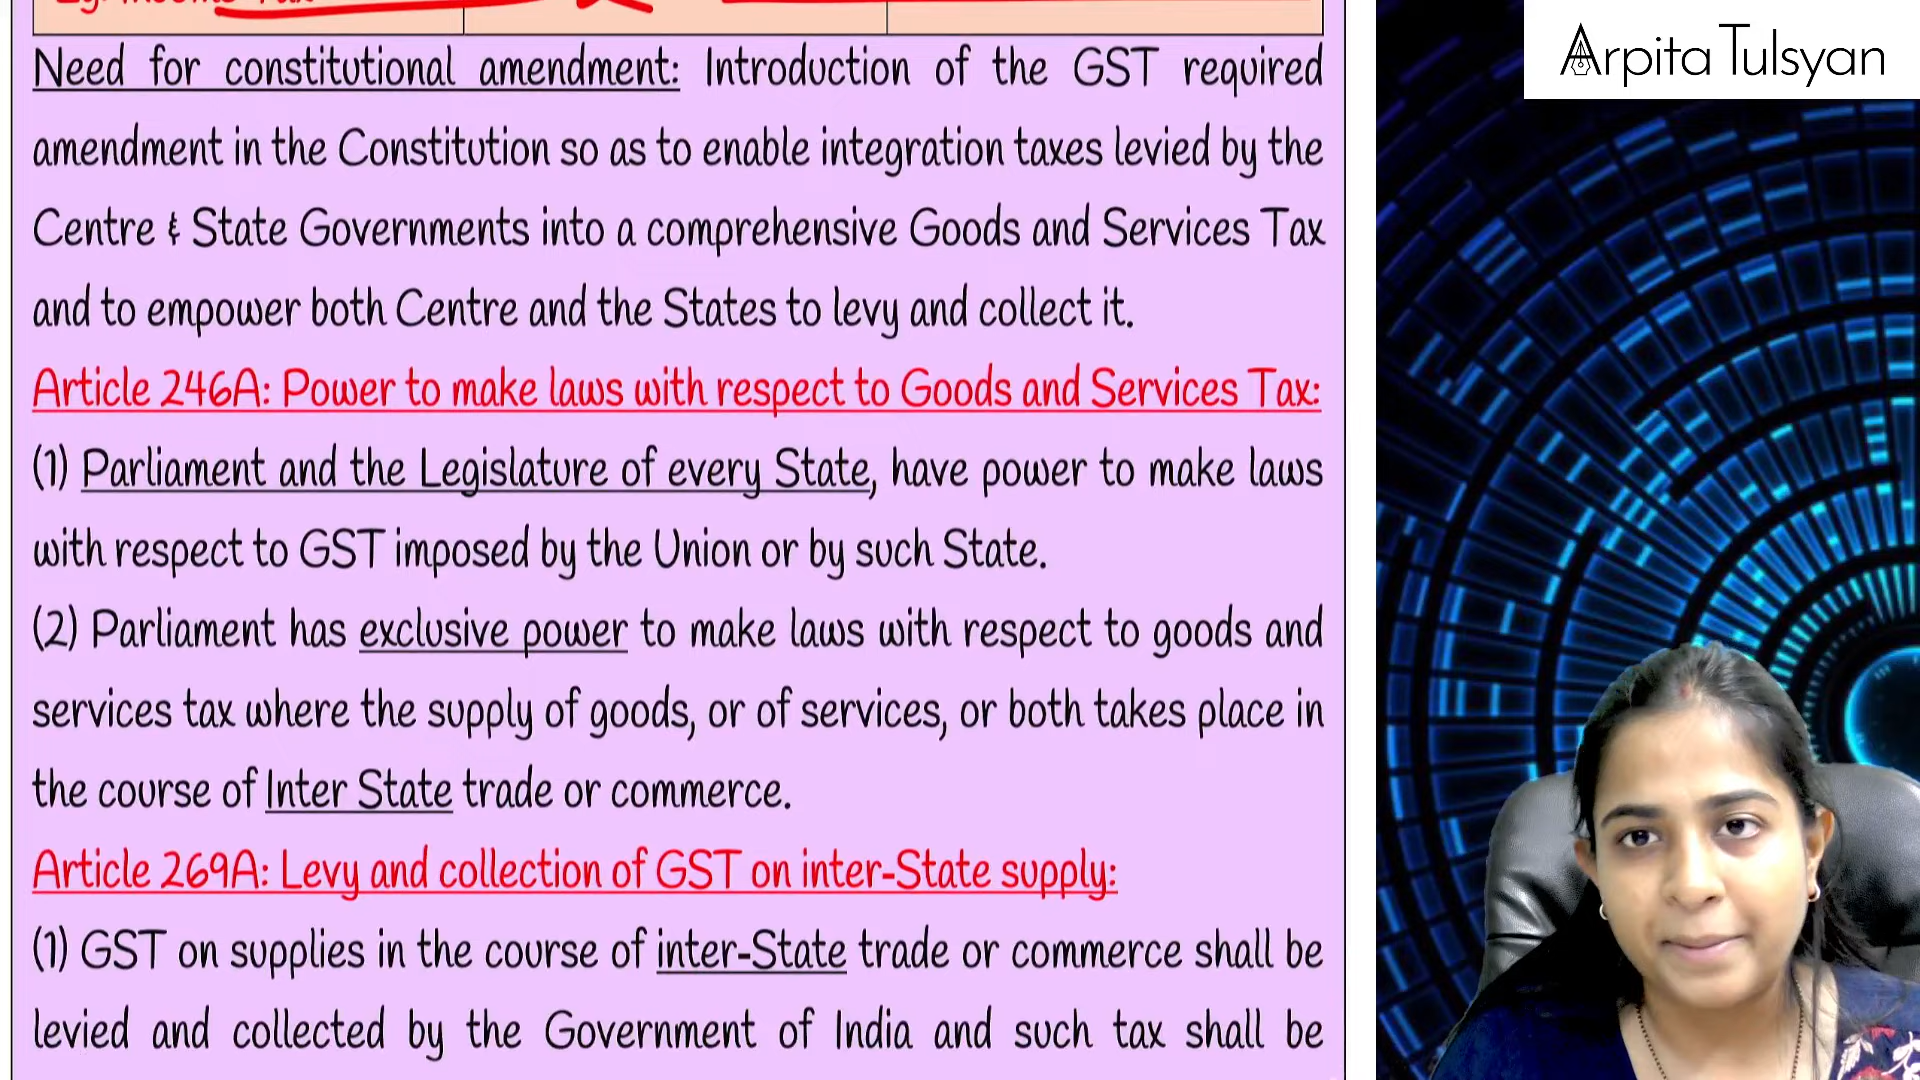 Eg. Income Tax
Arpita Tulsyan
Need for constitutional amendment: Introduction of the GST required
amendment in the Constitution so as to enable integration taxes levied by the
Centre & State Governments into a comprehensive Goods and Services Tax
and to empower both Centre and the States to levy and collect it.
Article 246A: Power to make laws with respect to Goods and Services Tax:
(1) Parliament and the Legislature of every State, have power to make laws
with respect to GST imposed by the Union or by such State.
(2) Parliament has exclusive power to make laws with respect to goods and
services tax where the supply of goods, or of services, or both takes place in
the course of Inter State trade or commerce.
Article 269A: Levy and collection of GST on inter-State supply:
(1) GST on supplies in the course of inter-State trade or commerce shall be
levied and collected by the Government of India and such tax shall be